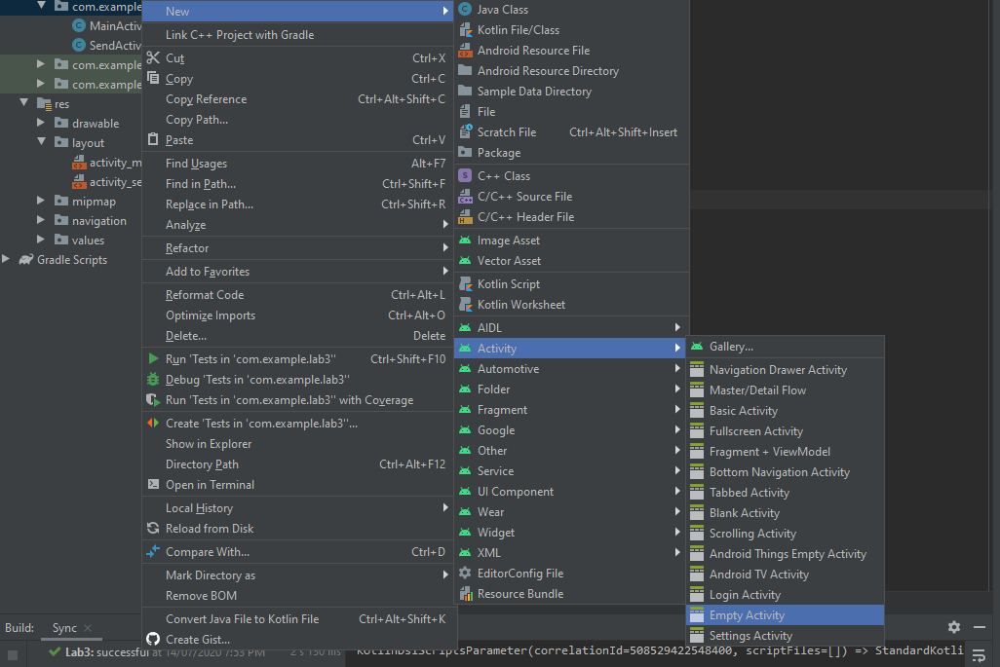 com.example
MainActiv
SendActiv
com.example
com.example
res
drawable
layout
activity_m
activity_se
mipmap
navigation
values
Gradle Scripts
New
Link C++ Project with Gradle
Cut Ctrl+X
Copy Ctrl+C
Copy Reference Ctrl+Alt+Shift+C
Copy Path...
Paste Ctrl+V
Find Usages Alt+F7
Find in Path... Ctrl+Shift+F
Replace in Path... Ctrl+Shift+R
Analyze
Refactor
Add to Favorites
Reformat Code Ctrl+Alt+L
Optimize Imports Ctrl+Alt+O
Delete... Delete
Run 'Tests in 'com.example.lab3'' Ctrl+Shift+F10
Debug 'Tests in 'com.example.lab3''
Run 'Tests in 'com.example.lab3'' with Coverage
Create 'Tests in 'com.example.lab3''...
Show in Explorer
Directory Path Ctrl+Alt+F12
Open in Terminal
Local History
Reload from Disk
Compare With... Ctrl+D
Mark Directory as
Remove BOM
Convert Java File to Kotlin File Ctrl+Alt+Shift+K
Create Gist...
Java Class
Kotlin File/Class
Android Resource File
Android Resource Directory
Sample Data Directory
File
Scratch File Ctrl+Alt+Shift+Insert
Package
C++ Class
C/C++ Source File
C/C++ Header File
Image Asset
Vector Asset
Kotlin Script
Kotlin Worksheet
AIDL
Activity
Automotive
Folder
Fragment
Google
Other
Service
UI Component
Wear
Widget
XML
EditorConfig File
Resource Bundle
Gallery...
Navigation Drawer Activity
Master/Detail Flow
Basic Activity
Fullscreen Activity
Fragment + ViewModel
Bottom Navigation Activity
Tabbed Activity
Blank Activity
Scrolling Activity
Android Things Empty Activity
Android TV Activity
Login Activity
Empty Activity
Settings Activity
Build: Sync
Lab3: successful at 14/07/2020 7:53 PM 2 s 150 ms
KotlinDslScriptsParameter(correlationId=508529422548400, scriptFiles=[]) => StandardKotli